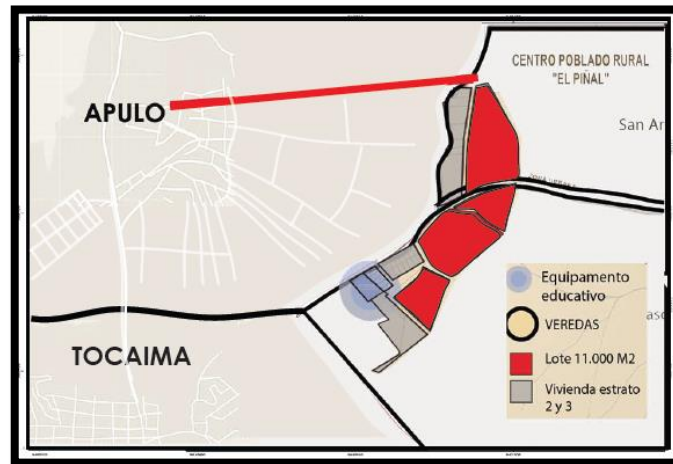 CENTRO POBLADO RURAL
"EL PIÑAL"
APULO
San Ar
Equipamento
educativo
VEREDAS
Lote 11.000 M2
Vivienda estrato
2 y 3
TOCAIMA